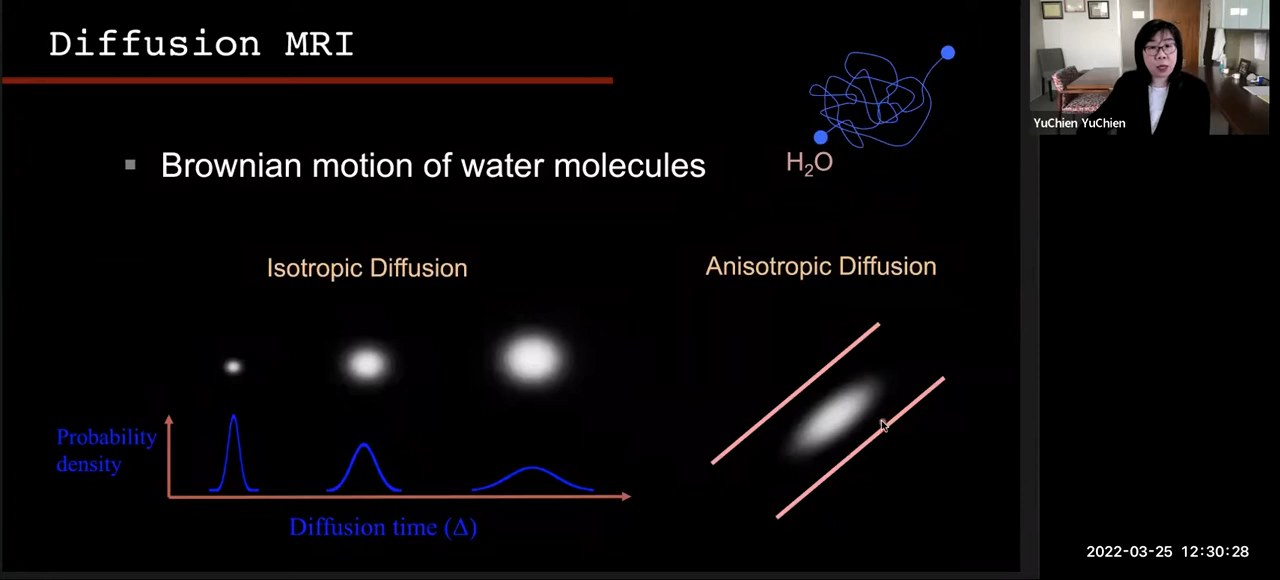 Diffusion MRI
Brownian motion of water molecules
H₂O
Isotropic Diffusion
Anisotropic Diffusion
Probability
density
Diffusion time (Δ)
YuChien YuChien
2022-03-25 12:30:28